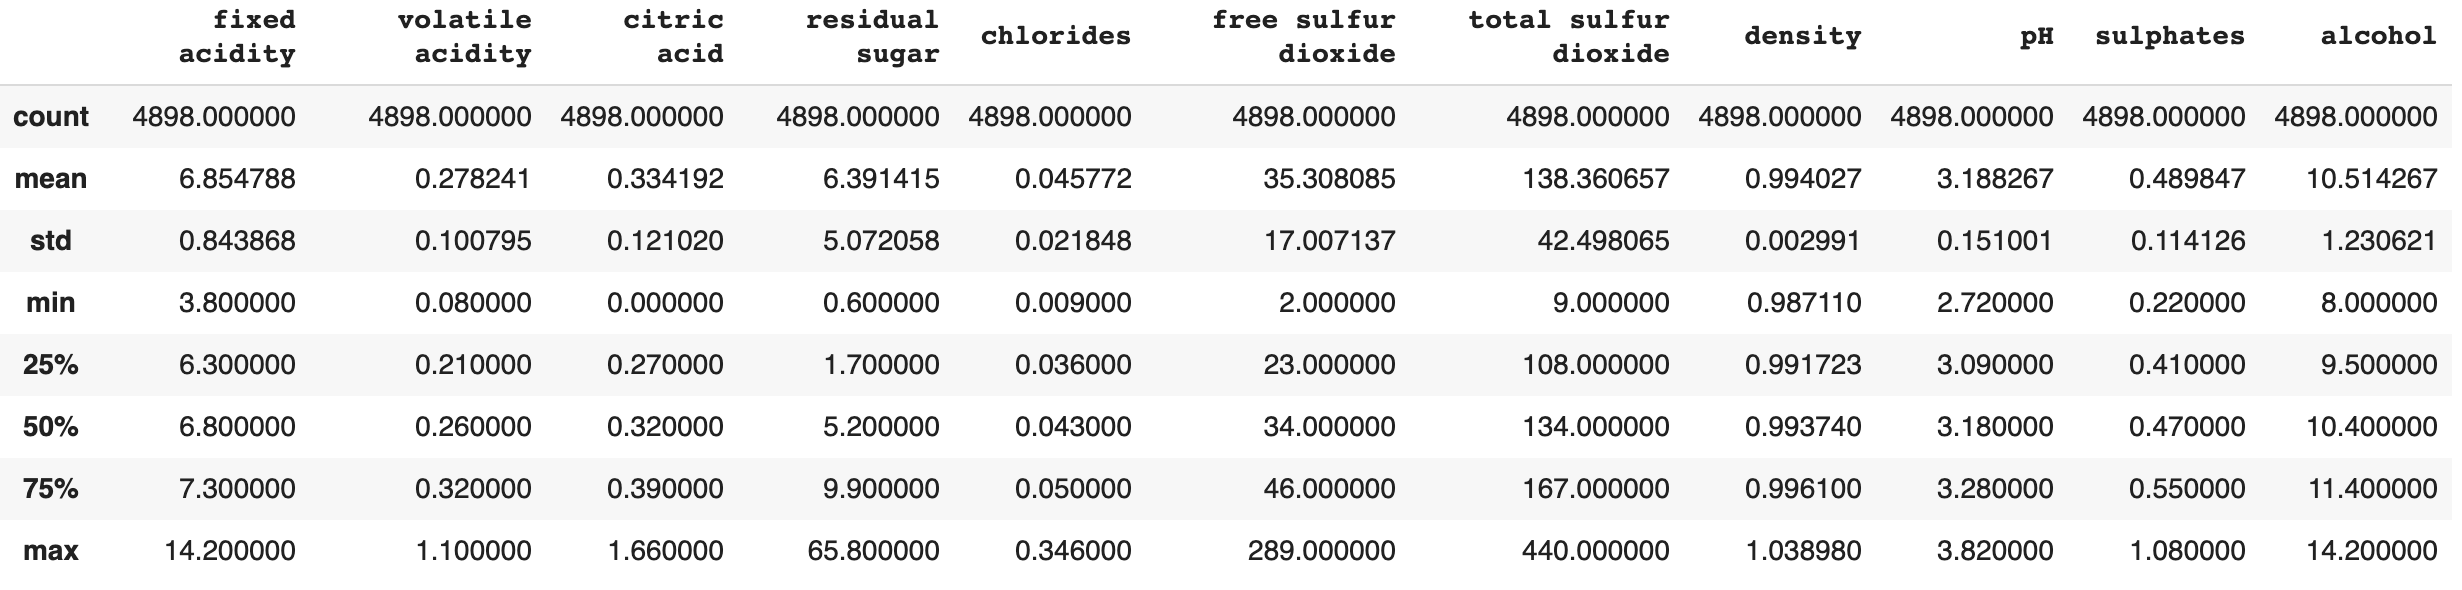 fixed acidity volatile acidity citric acid residual sugar chlorides free sulfur dioxide total sulfur dioxide density pH sulphates alcohol
count 4898.000000 4898.000000 4898.000000 4898.000000 4898.000000 4898.000000 4898.000000 4898.000000 4898.000000 4898.000000 4898.000000
mean 6.854788 0.278241 0.334192 6.391415 0.045772 35.308085 138.360657 0.994027 3.188267 0.489847 10.514267
std 0.843868 0.100795 0.121020 5.072058 0.021848 17.007137 42.498065 0.002991 0.151001 0.114126 1.230621
min 3.800000 0.080000 0.000000 0.600000 0.009000 2.000000 9.000000 0.987110 2.720000 0.220000 8.000000
25% 6.300000 0.210000 0.270000 1.700000 0.036000 23.000000 108.000000 0.991723 3.090000 0.410000 9.500000
50% 6.800000 0.260000 0.320000 5.200000 0.043000 34.000000 134.000000 0.993740 3.180000 0.470000 10.400000
75% 7.300000 0.320000 0.390000 9.900000 0.050000 46.000000 167.000000 0.996100 3.280000 0.550000 11.400000
max 14.200000 1.100000 1.660000 65.800000 0.346000 289.000000 440.000000 1.038980 3.820000 1.080000 14.200000